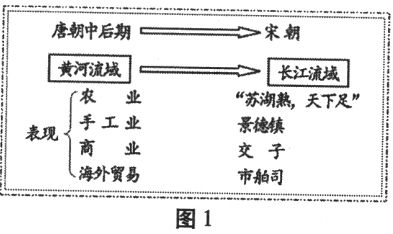 唐朝中后期 宋朝
黄河流域 长江流域
表现 农业 “苏湖熟，天下足”
手工业 景德镇
商业 交子
海外贸易 市舶司
图1